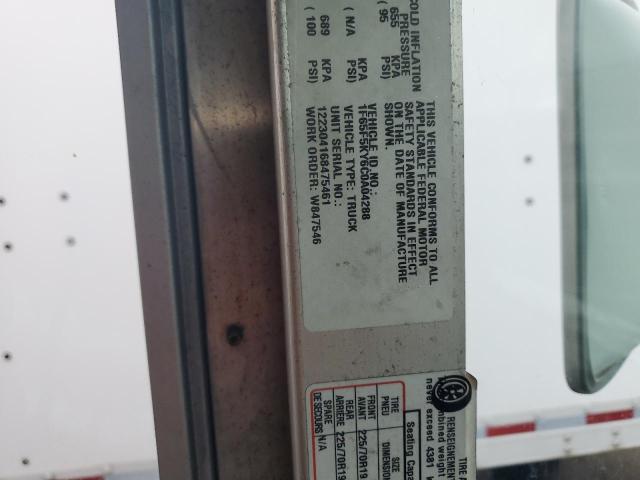 COLD INFLATION
PRESSURE
655 KPA
( 95 PSI)
KPA
( N/A PSI)
689 KPA
( 100 PSI)
THIS VEHICLE CONFORMS TO ALL
APPLICABLE FEDERAL MOTOR
SAFETY STANDARDS IN EFFECT
ON THE DATE OF MANUFACTURE
SHOWN.
VEHICLE ID NO.:
1F65F5KY6C0A04288
VEHICLE TYPE: TRUCK
UNIT SERIAL NO.:
122304168475461
WORK ORDER: W847546
TIRE A
RENSEIGNEMENT
mbined weight
never exceed 4381 k
Seating Capa
TIRE SIZE
PNEU DIMENSION
FRONT
AVANT 225/70R19
REAR
ARRIERE 225/70R19
SPARE
DE SECOURS N/A